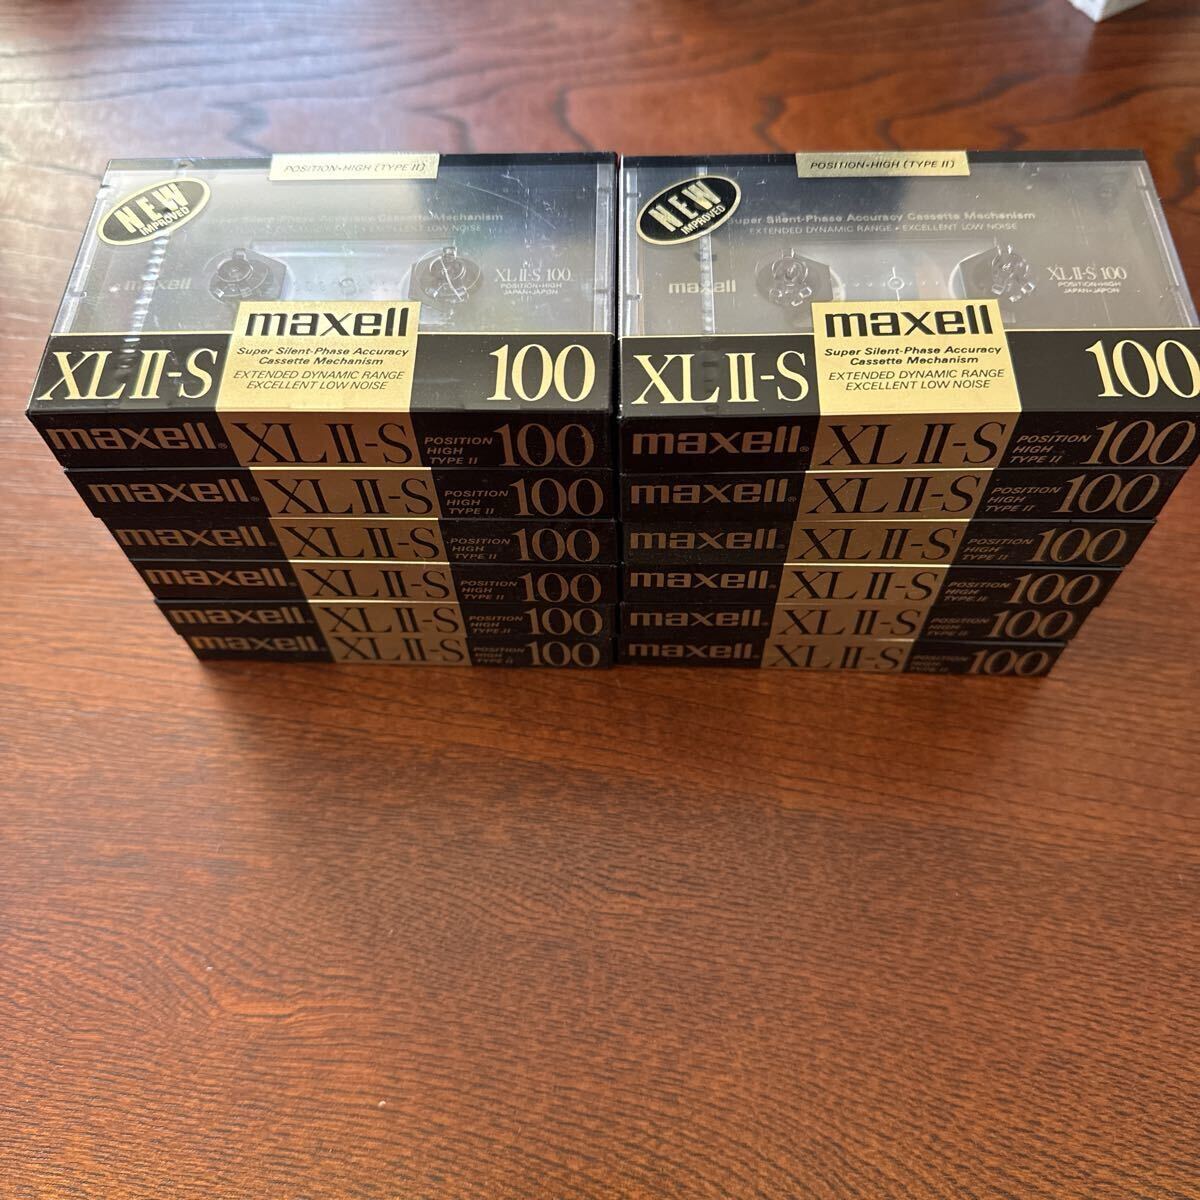 POSITION•HIGH (TYPE II)
NEW
IMPROVED
Super Silent-Phase Accuracy Cassette Mechanism
EXTENDED DYNAMIC RANGE • EXCELLENT LOW NOISE
maxell
XL II-S 100
POSITION•HIGH
JAPAN•JAPON
maxell
Super Silent-Phase Accuracy
Cassette Mechanism
EXTENDED DYNAMIC RANGE
EXCELLENT LOW NOISE
XL II-S
100
maxell XL II-S POSITION HIGH TYPE II 100
maxell XL II-S POSITION HIGH TYPE II 100
maxell XL II-S POSITION HIGH TYPE II 100
maxell XL II-S POSITION HIGH TYPE II 100
maxell XL II-S POSITION HIGH TYPE II 100
maxell XL II-S POSITION HIGH TYPE II 100
POSITION•HIGH (TYPE II)
NEW
IMPROVED
Super Silent-Phase Accuracy Cassette Mechanism
EXTENDED DYNAMIC RANGE • EXCELLENT LOW NOISE
maxell
XL II-S 100
POSITION•HIGH
JAPAN•JAPON
maxell
Super Silent-Phase Accuracy
Cassette Mechanism
EXTENDED DYNAMIC RANGE
EXCELLENT LOW NOISE
XL II-S
100
maxell XL II-S POSITION HIGH TYPE II 100
maxell XL II-S POSITION HIGH TYPE II 100
maxell XL II-S POSITION HIGH TYPE II 100
maxell XL II-S POSITION HIGH TYPE II 100
maxell XL II-S POSITION HIGH TYPE II 100
maxell XL II-S POSITION HIGH TYPE II 100